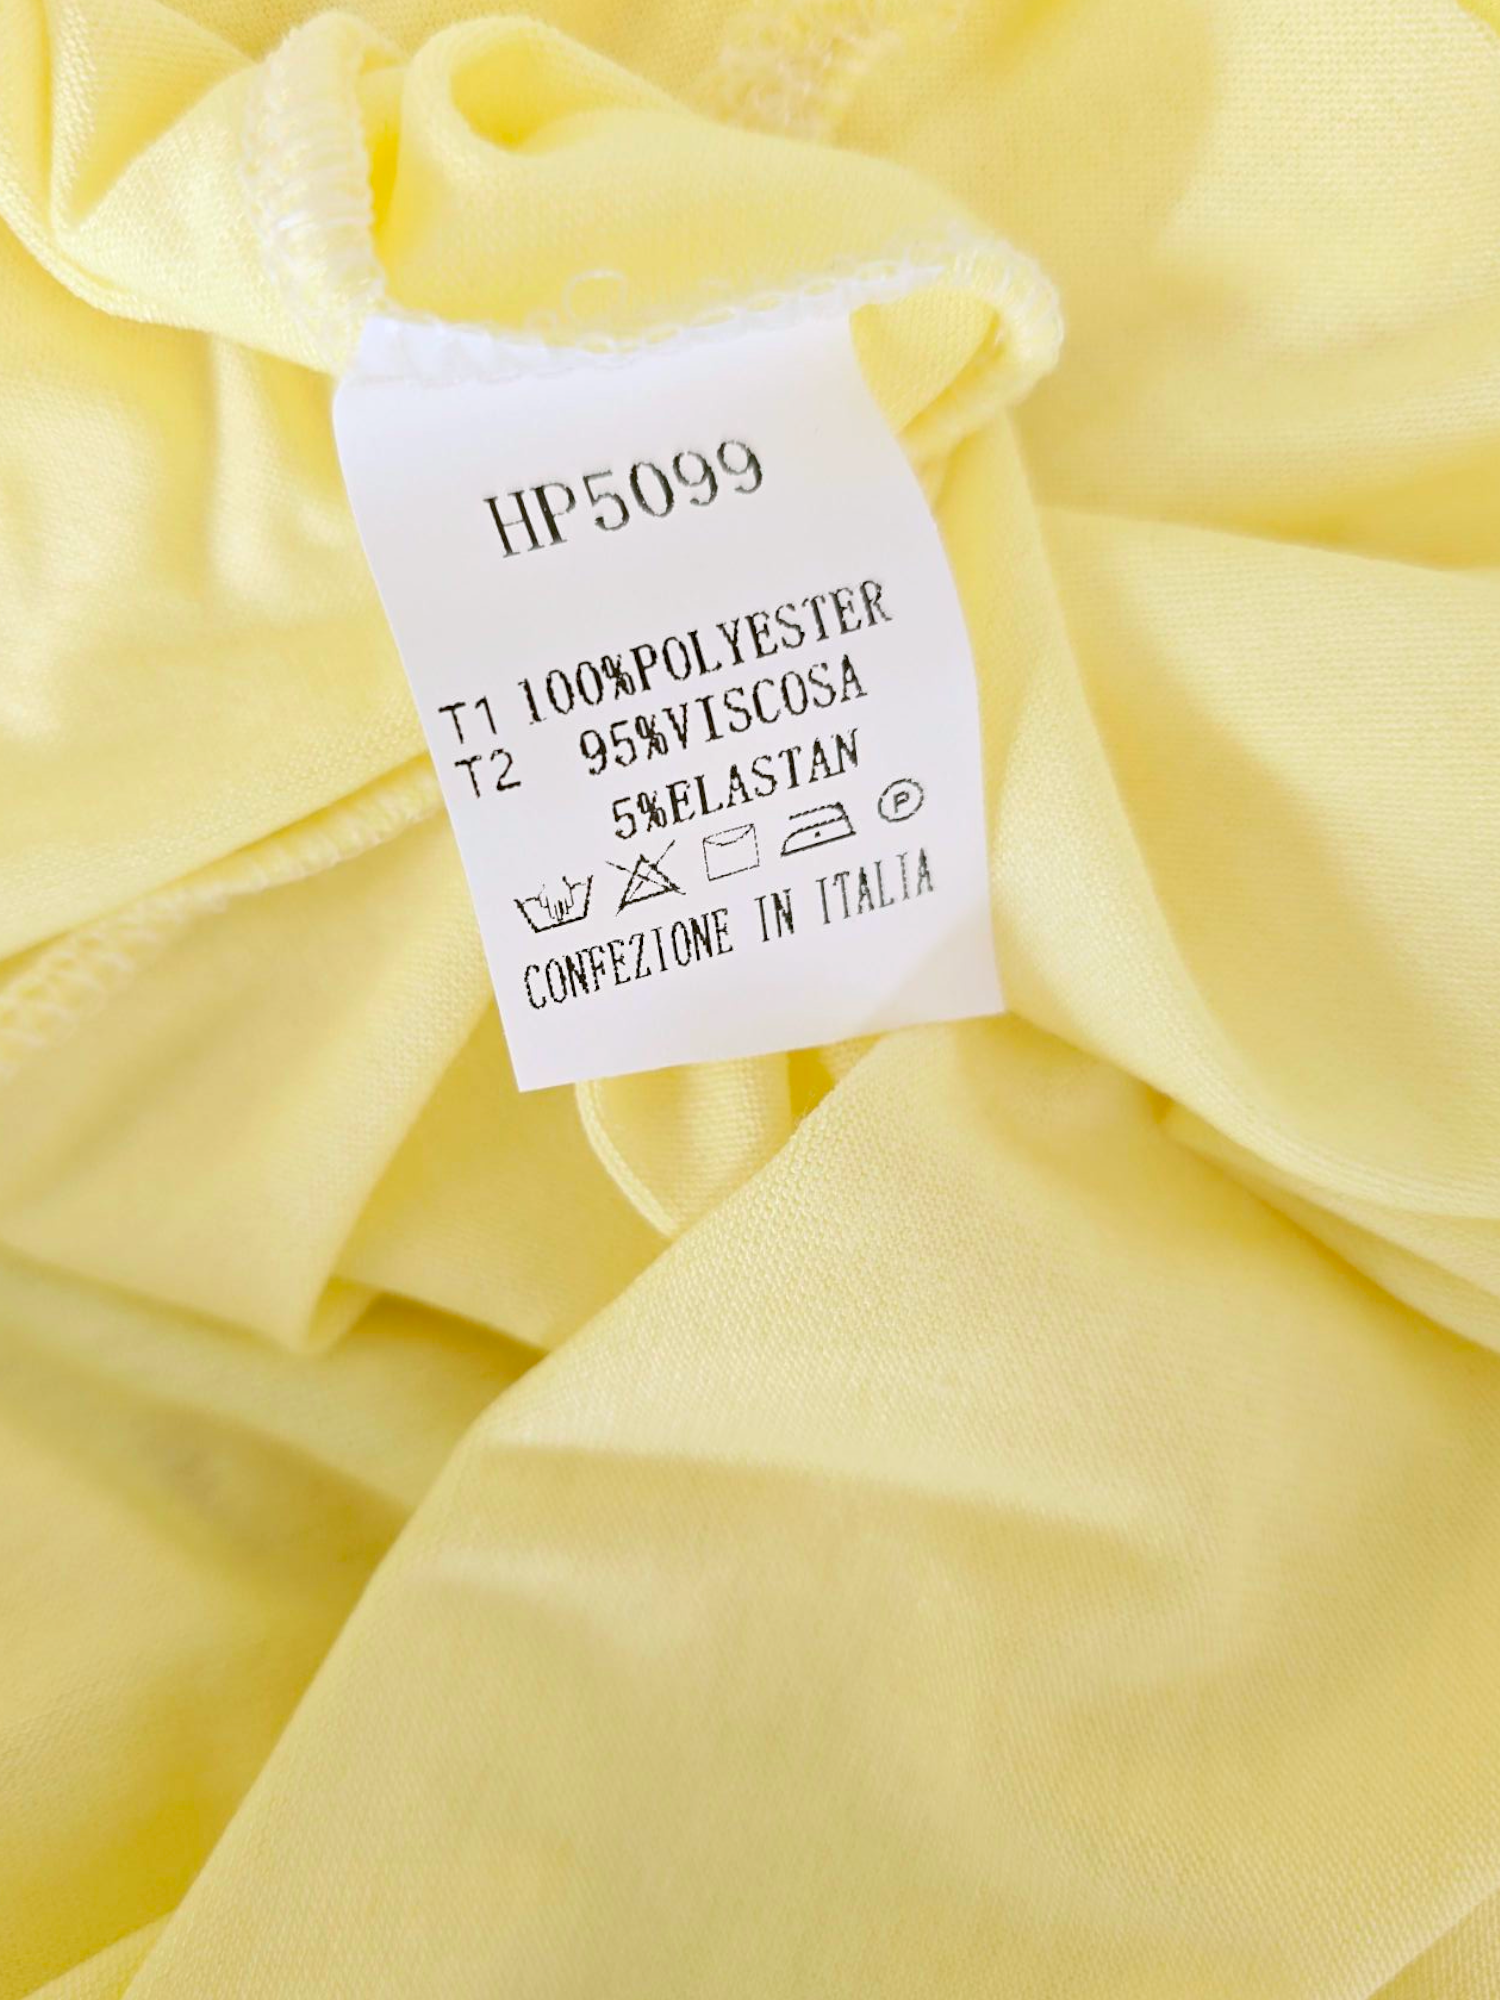 HP5099
T1 100%POLYESTER
T2 95%VISCOSA
5%ELASTAN
P
CONFEZIONE IN ITALIA